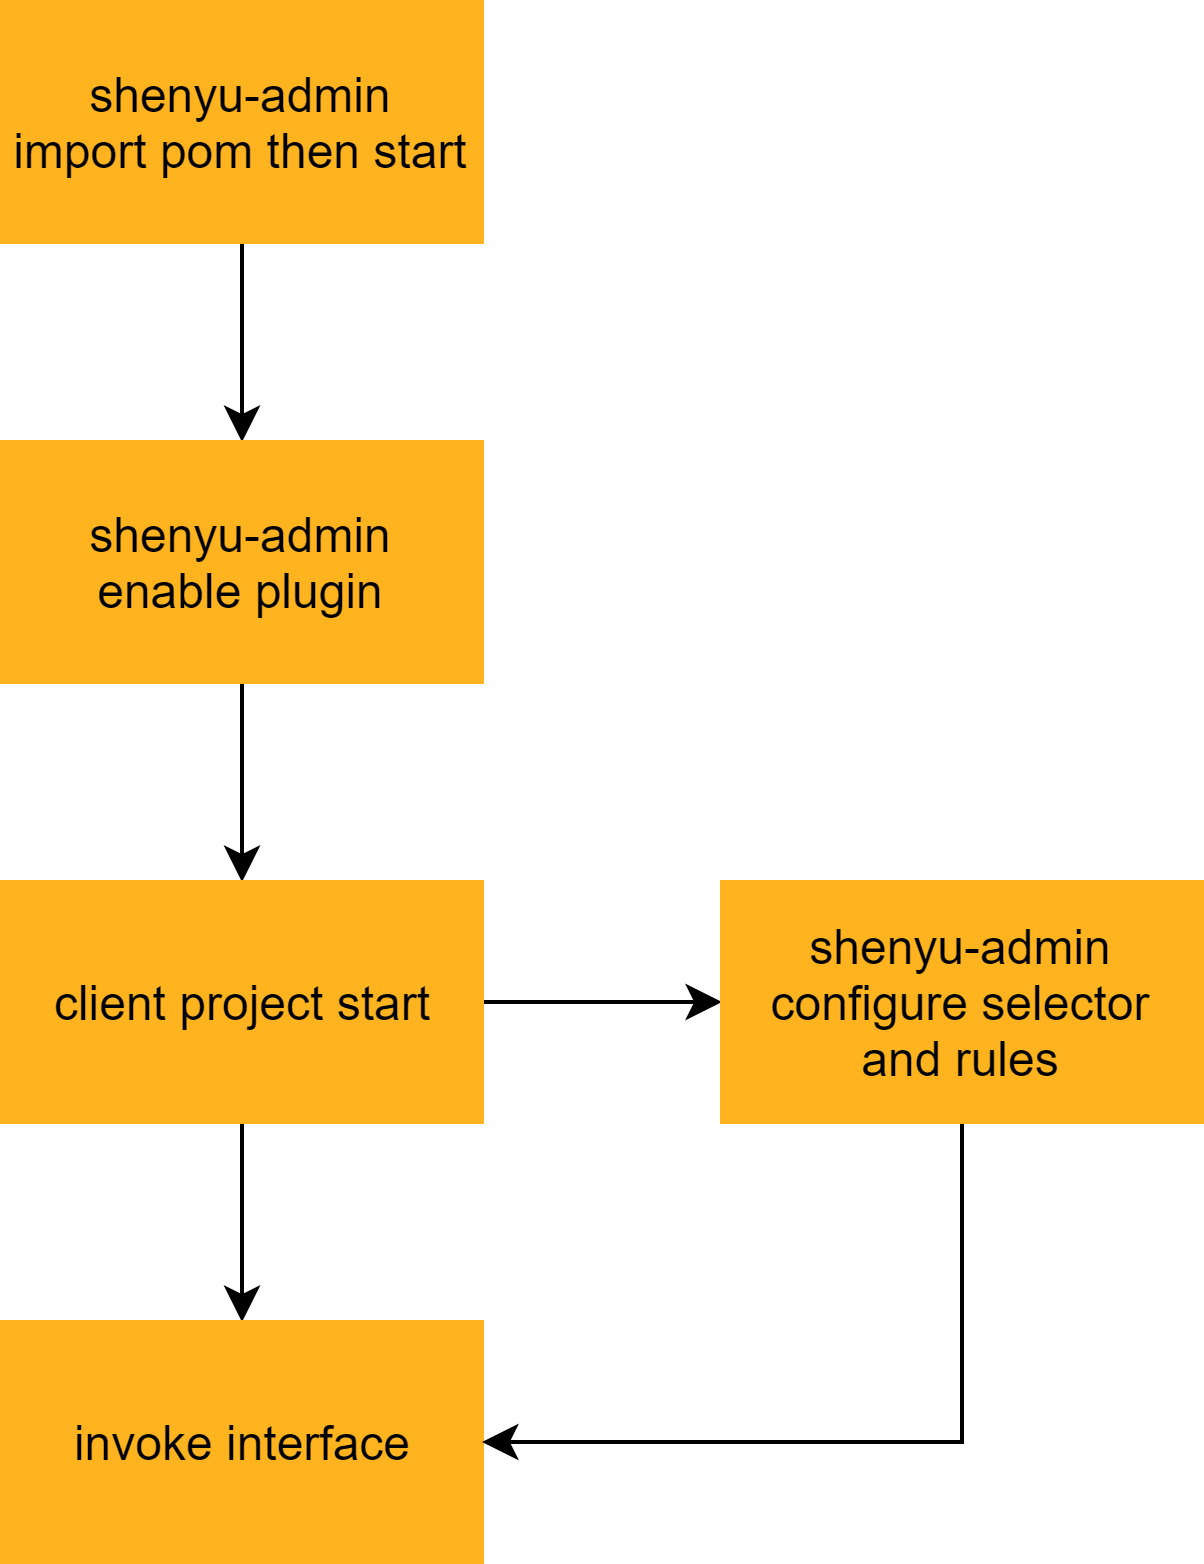 shenyu-admin
import pom then start
shenyu-admin
enable plugin
client project start
shenyu-admin
configure selector
and rules
invoke interface